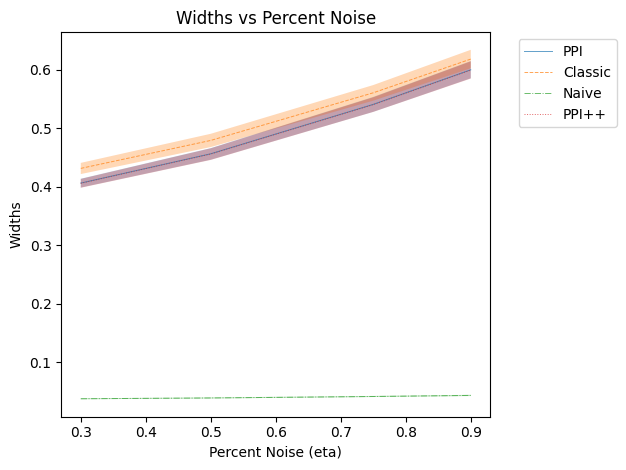 Widths vs Percent Noise
PPI
Classic
Naive
PPI++
Widths
0.6
0.5
0.4
0.3
0.2
0.1
0.3 0.4 0.5 0.6 0.7 0.8 0.9
Percent Noise (eta)